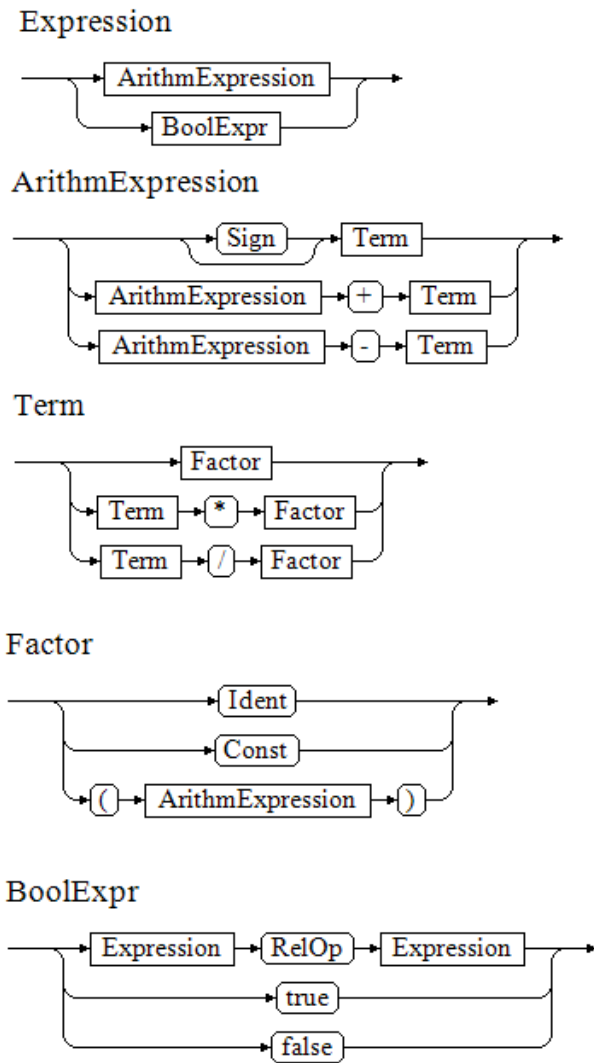 Expression
ArithmExpression
BoolExpr
ArithmExpression
Sign Term
ArithmExpression + Term
ArithmExpression - Term
Term
Factor
Term * Factor
Term / Factor
Factor
Ident
Const
( ArithmExpression )
BoolExpr
Expression RelOp Expression
true
false